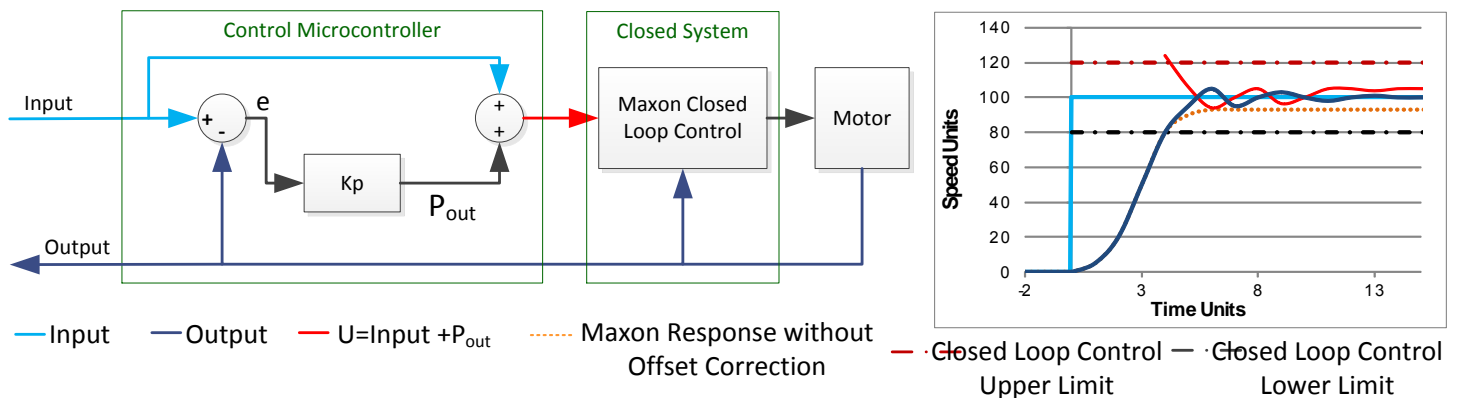 Control Microcontroller
Closed System
Input
e
+
-
+
+
Kp
P_out
Maxon Closed
Loop Control
Motor
Output
140
120
100
80
60
40
20
0
Speed Units
-2
3
8
13
Time Units
Input
Output
U=Input +P_out
Maxon Response without
Offset Correction
Closed Loop Control
Upper Limit
Closed Loop Control
Lower Limit